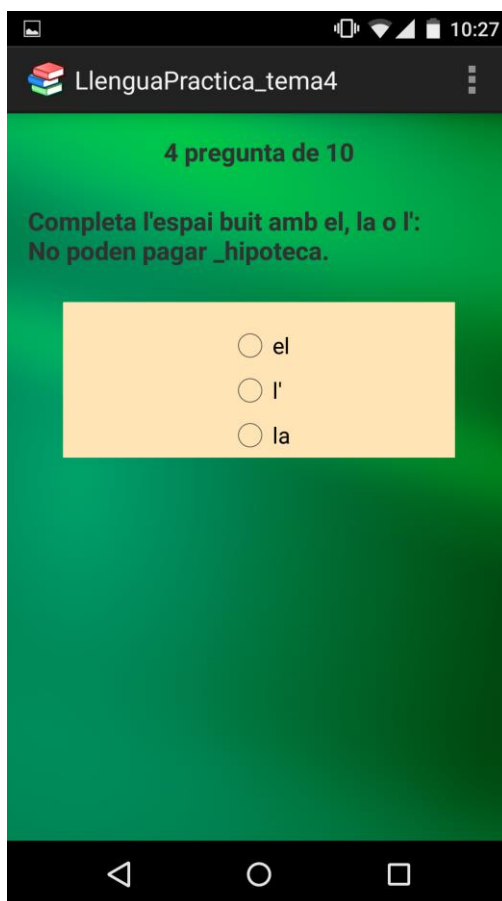 10:27
LlenguaPractica_tema4
4 pregunta de 10
Completa l'espai buit amb el, la o l':
No poden pagar _hipoteca.
el
l'
la